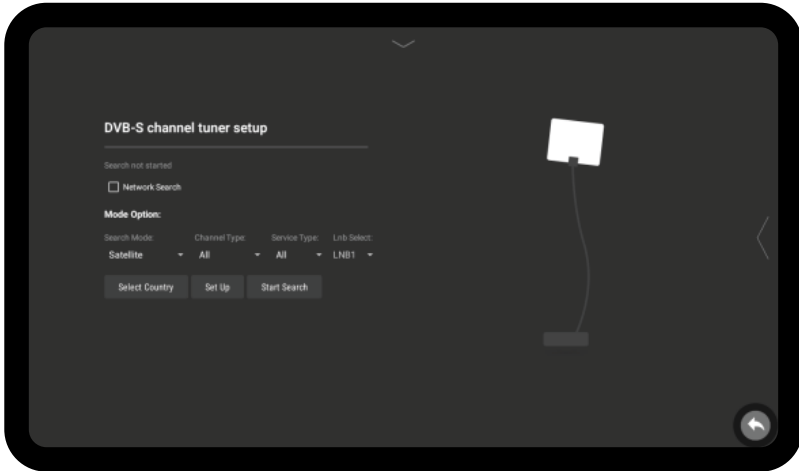 DVB-S channel tuner setup
Search not started
Network Search
Mode Option:
Search Mode: Channel Type: Service Type: Lnb Select:
Satellite All All LNB1
Select Country Set Up Start Search